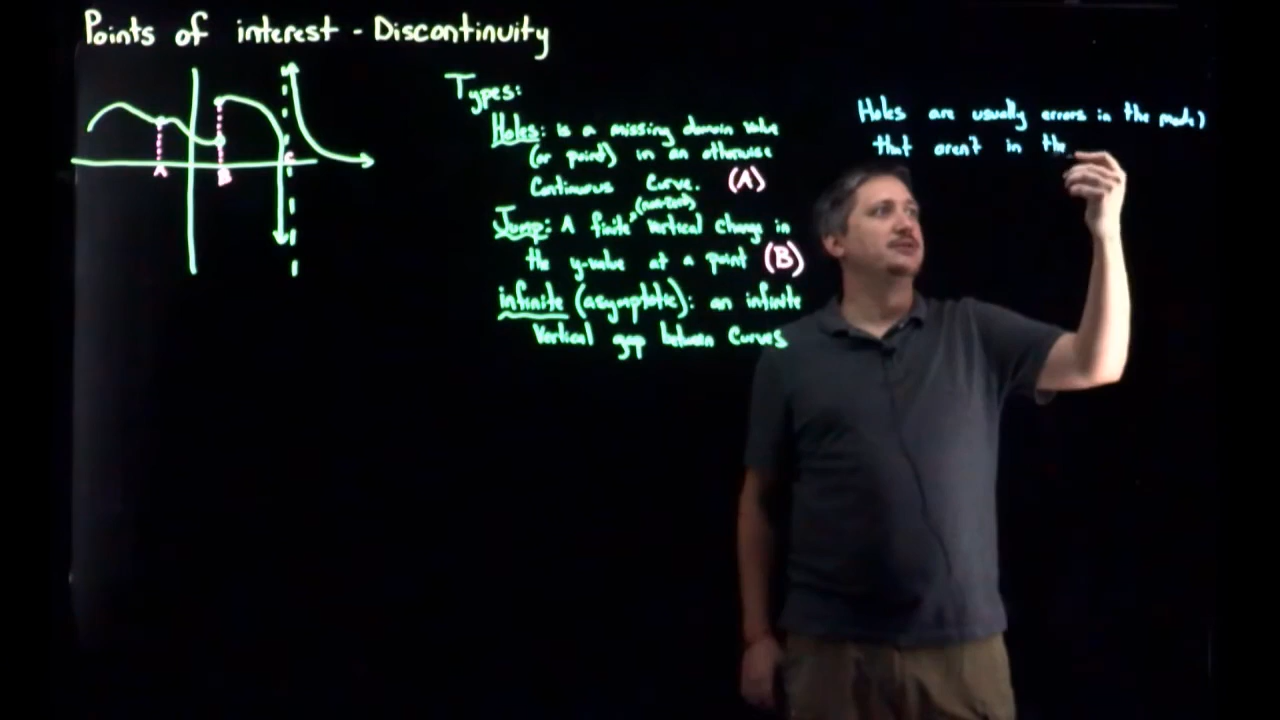 Points of interest - Discontinuity
A
B
C
Types:
Holes: is a missing domain value
(or point) in an otherwise
Continuous Curve. (A)
(non-zero)
Jump: A finite vertical change in
the y-value at a point (B)
infinite (asymptotic): an infinite
Vertical gap between Curves
Holes are usually errors in the
that aren't in the